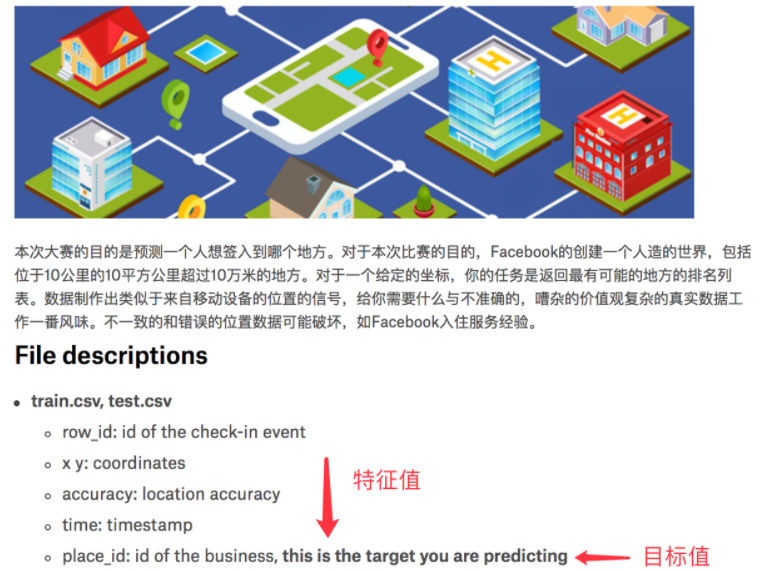 本次大赛的目的是预测一个人想签入到哪个地方。对于本次比赛的目的，Facebook的创建一个人造的世界，包括
位于10公里的10平方公里超过10万米的地方。对于一个给定的坐标，你的任务是返回最有可能的地方的排名列
表。数据制作出类似于来自移动设备的位置的信号，给你需要什么与不准确的，嘈杂的价值观复杂的真实数据工
作一番风味。不一致的和错误的位置数据可能破坏，如Facebook入住服务经验。
File descriptions
• train.csv, test.csv
◦ row_id: id of the check-in event
◦ x y: coordinates
◦ accuracy: location accuracy
特征值
◦ time: timestamp
◦ place_id: id of the business, this is the target you are predicting
目标值